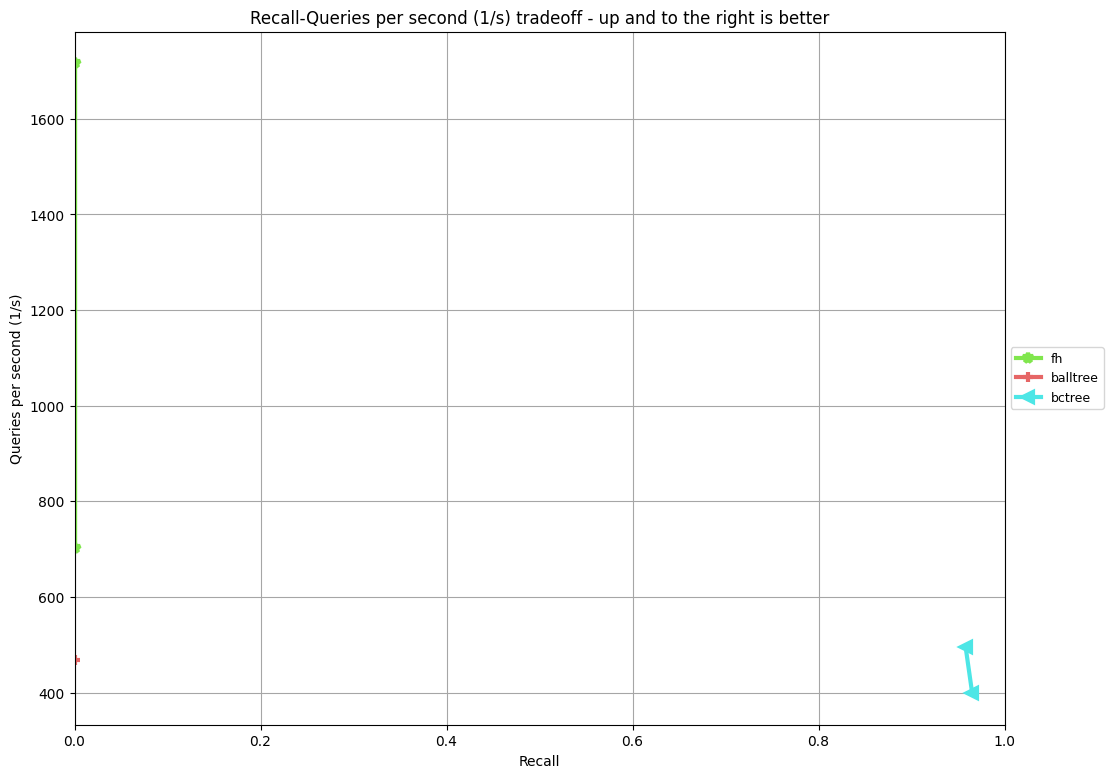 Recall-Queries per second (1/s) tradeoff - up and to the right is better
Queries per second (1/s)
1600
1400
1200
1000
800
600
400
0.0 0.2 0.4 0.6 0.8 1.0
Recall
fh
balltree
bctree